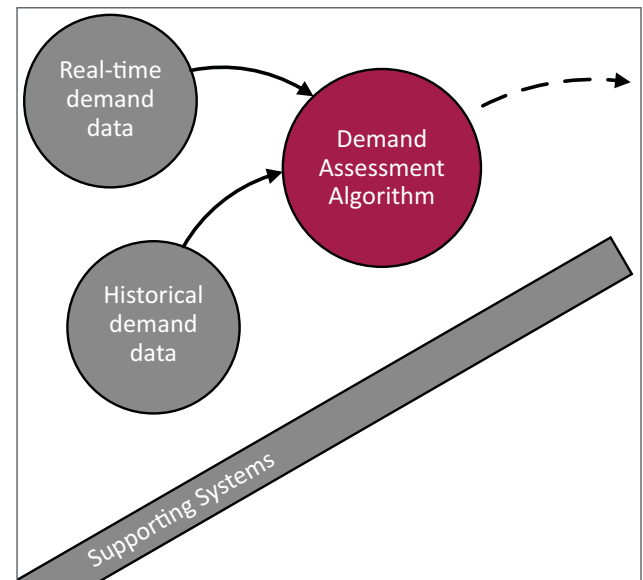 Real-time
demand
data
Demand
Assessment
Algorithm
Historical
demand
data
Supporting Systems